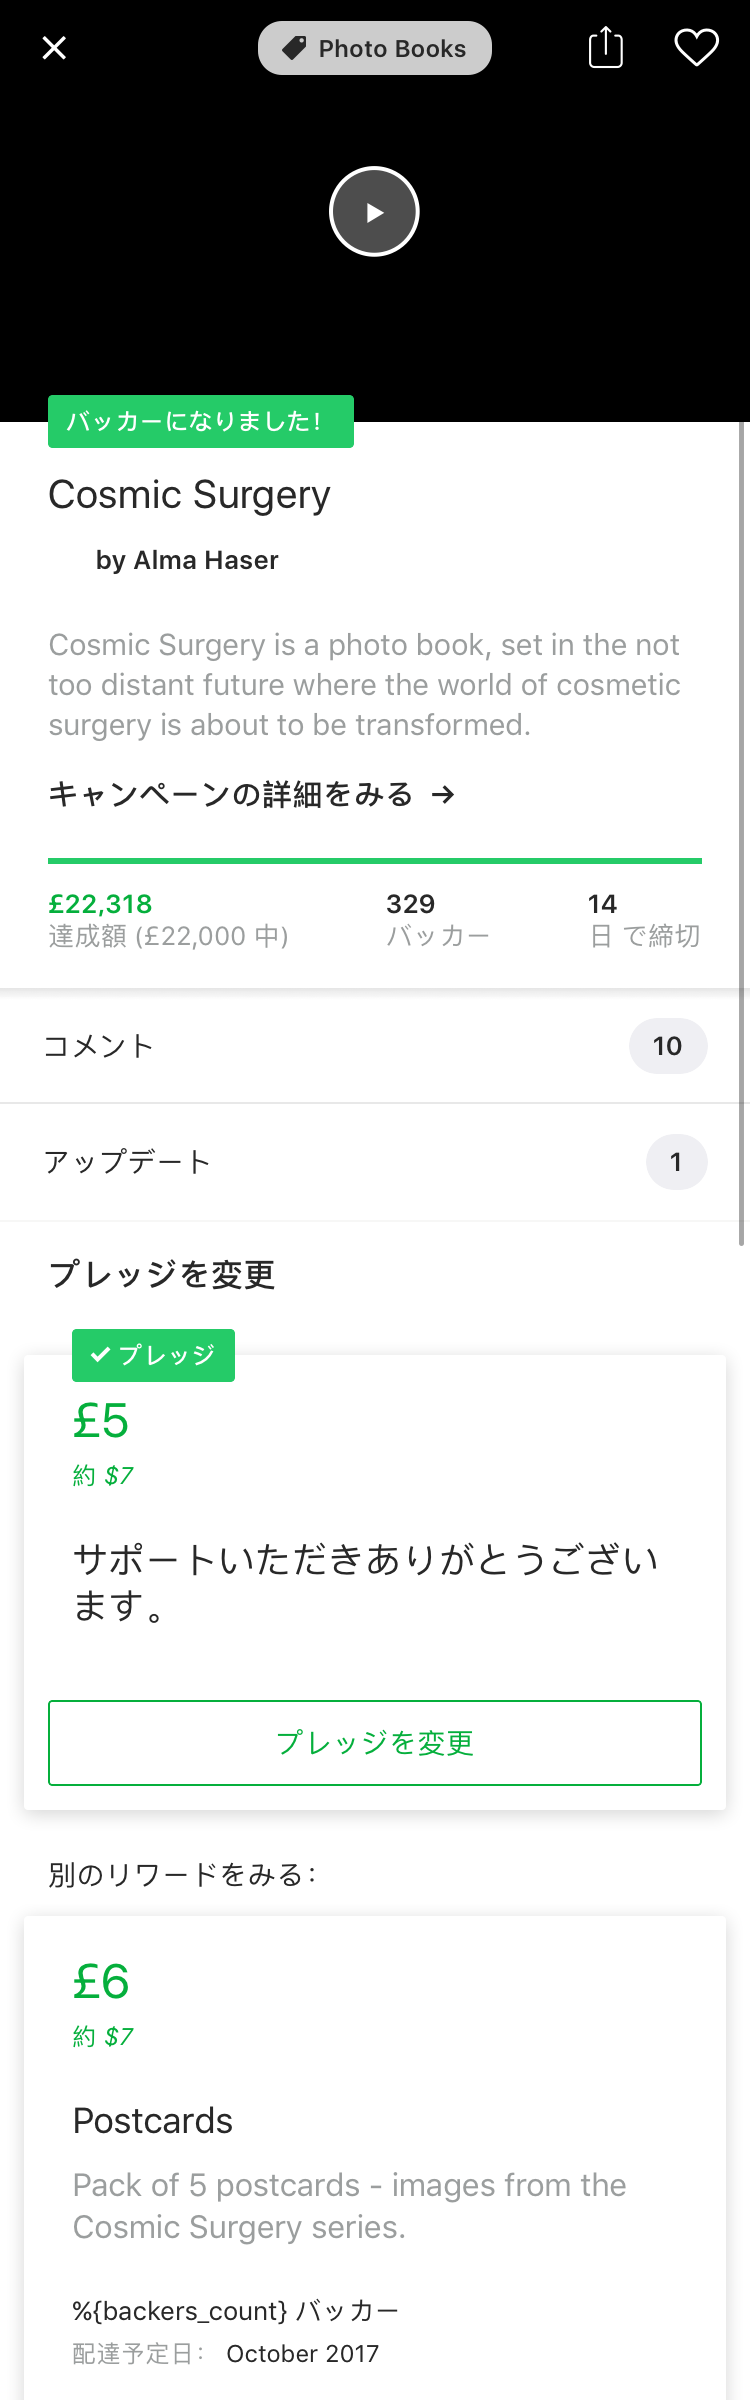 Photo Books
バッカーになりました!
Cosmic Surgery
by Alma Haser
Cosmic Surgery is a photo book, set in the not
too distant future where the world of cosmetic
surgery is about to be transformed.
キャンペーンの詳細をみる →
£22,318
達成額 (£22,000 中)
329
バッカー
14
日 で締切
コメント
10
アップデート
1
プレッジを変更
プレッジ
£5
約 $7
サポートいただきありがとうござい
ます。
プレッジを変更
別のリワードをみる:
£6
約 $7
Postcards
Pack of 5 postcards - images from the
Cosmic Surgery series.
%{backers_count} バッカー
配達予定日: October 2017